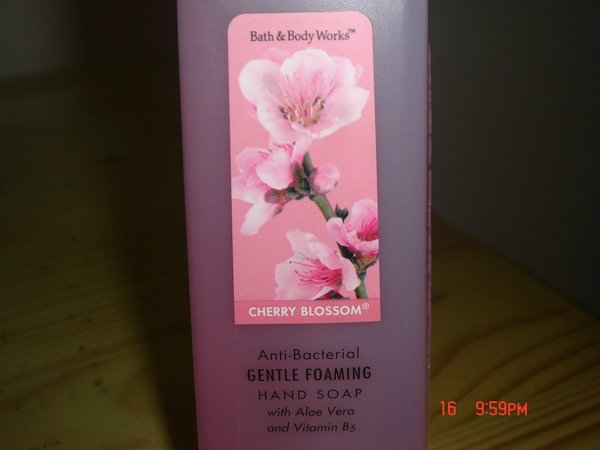 Bath & Body Works™
CHERRY BLOSSOM®
Anti-Bacterial
GENTLE FOAMING
HAND SOAP
with Aloe Vera
and Vitamin B5
16 9:59PM